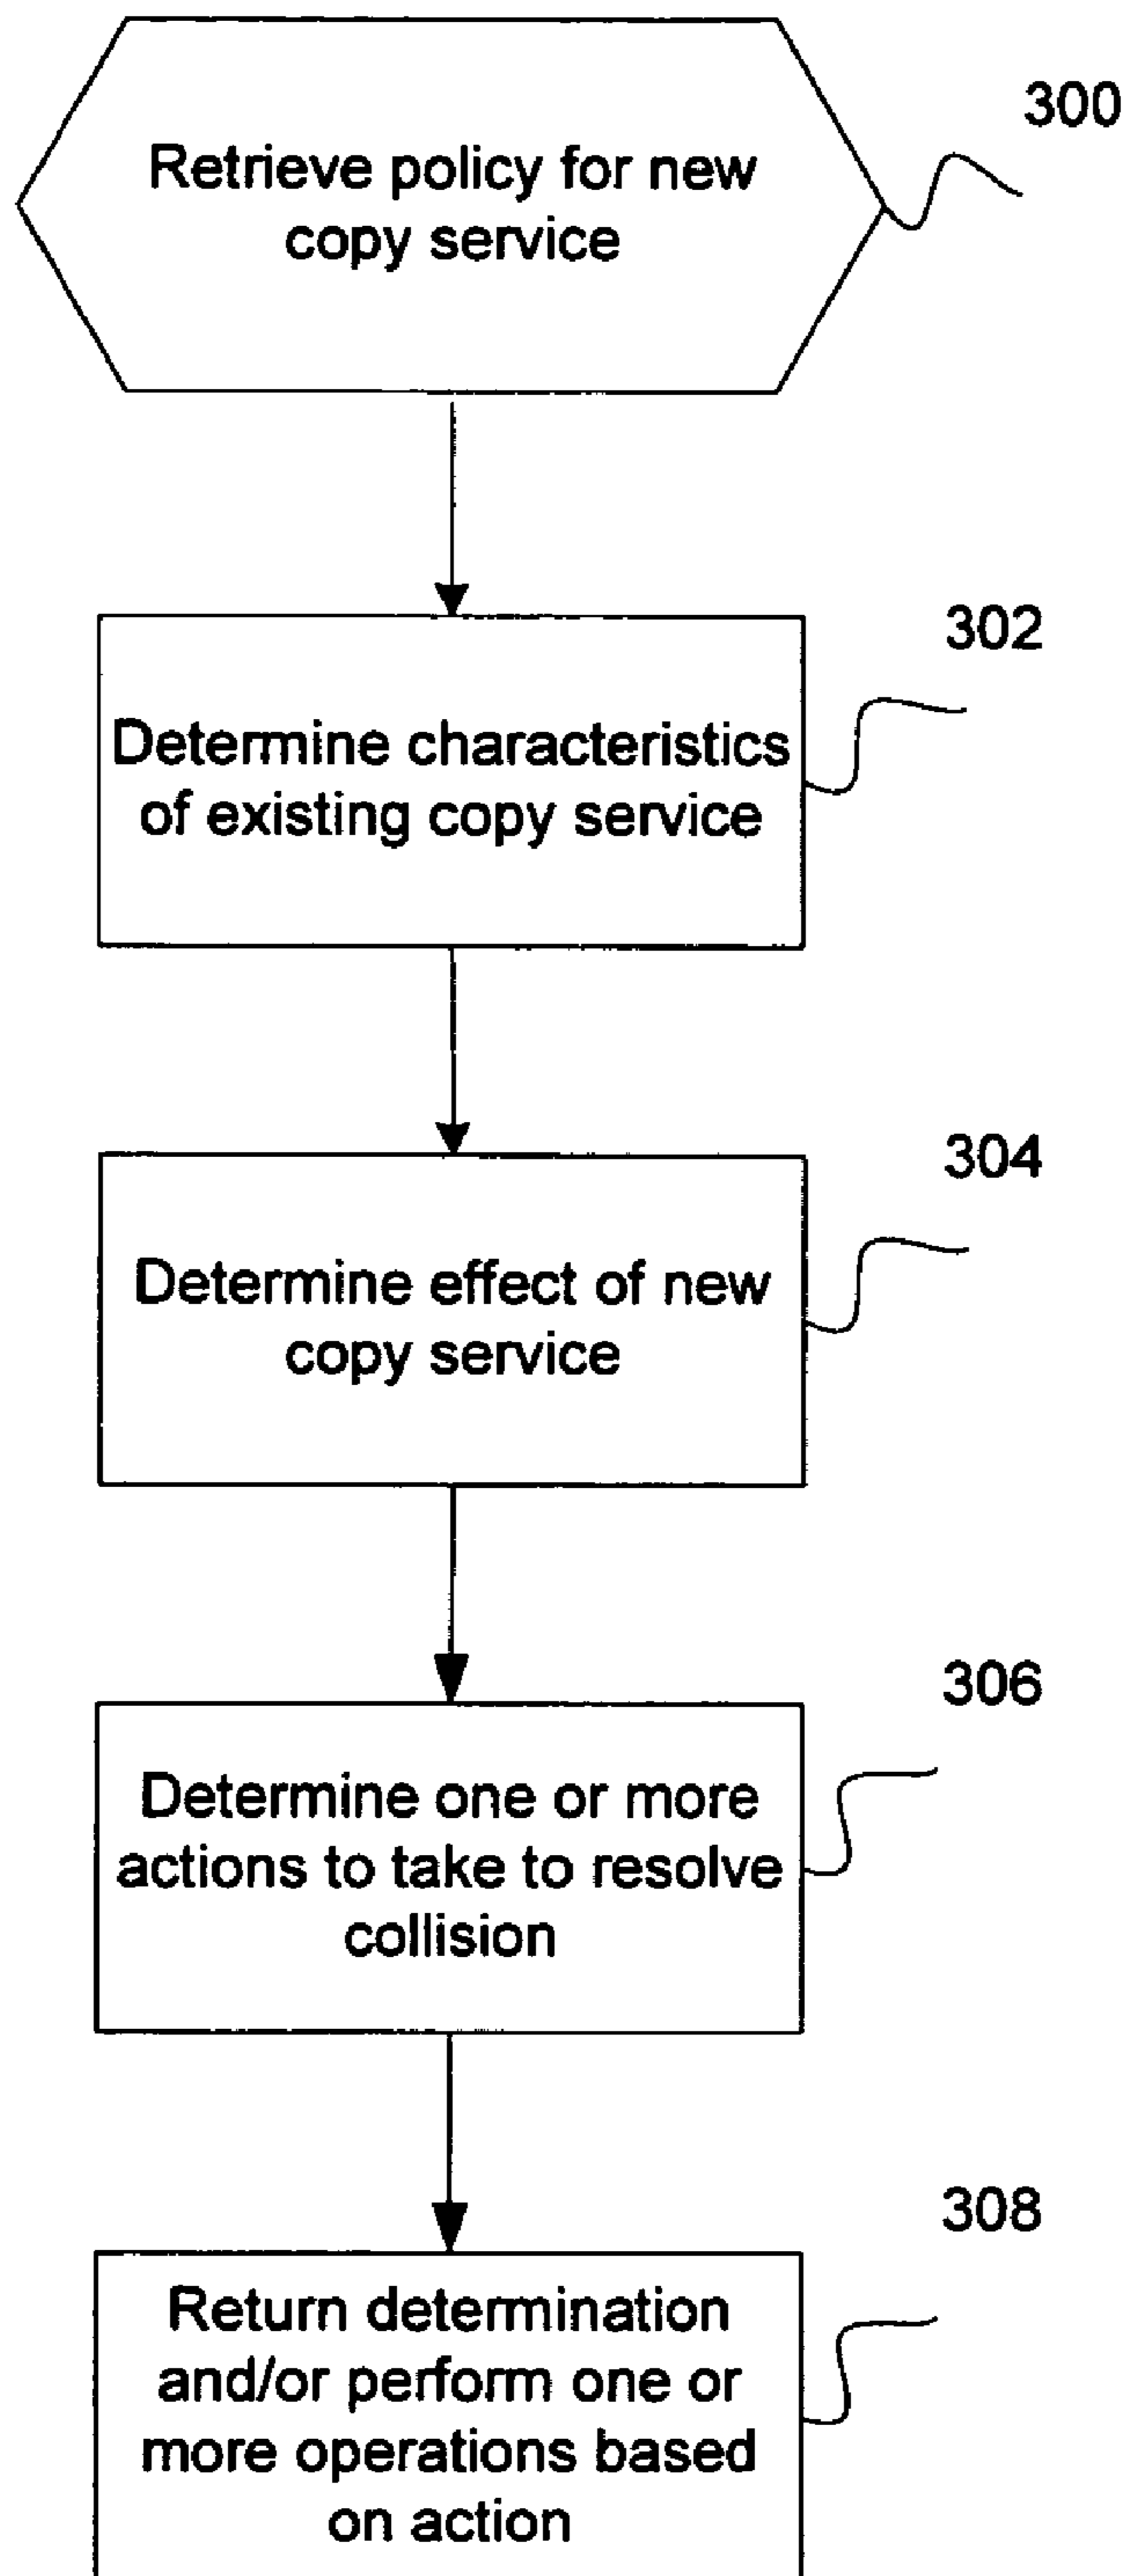 300
Retrieve policy for new
copy service
302
Determine characteristics
of existing copy service
304
Determine effect of new
copy service
306
Determine one or more
actions to take to resolve
collision
308
Return determination
and/or perform one or
more operations based
on action